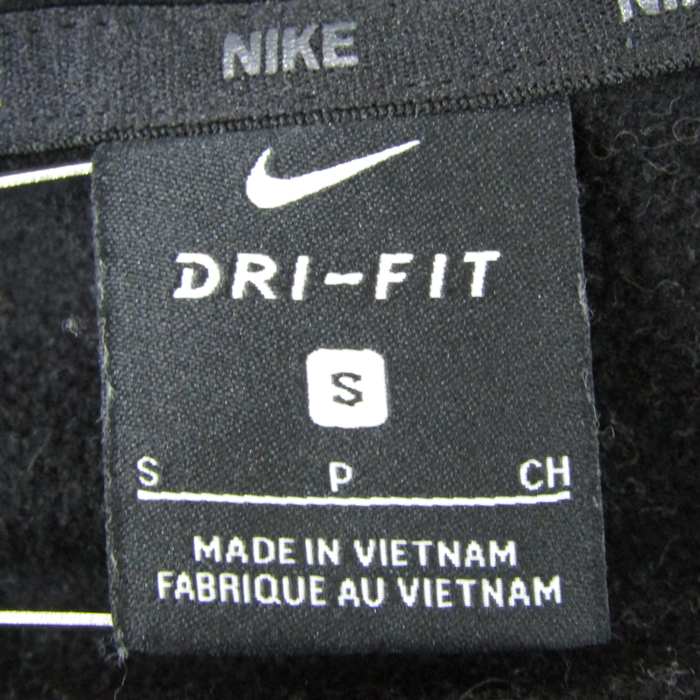 NIKE
DRI-FIT
S
S P CH
MADE IN VIETNAM
FABRIQUE AU VIETNAM